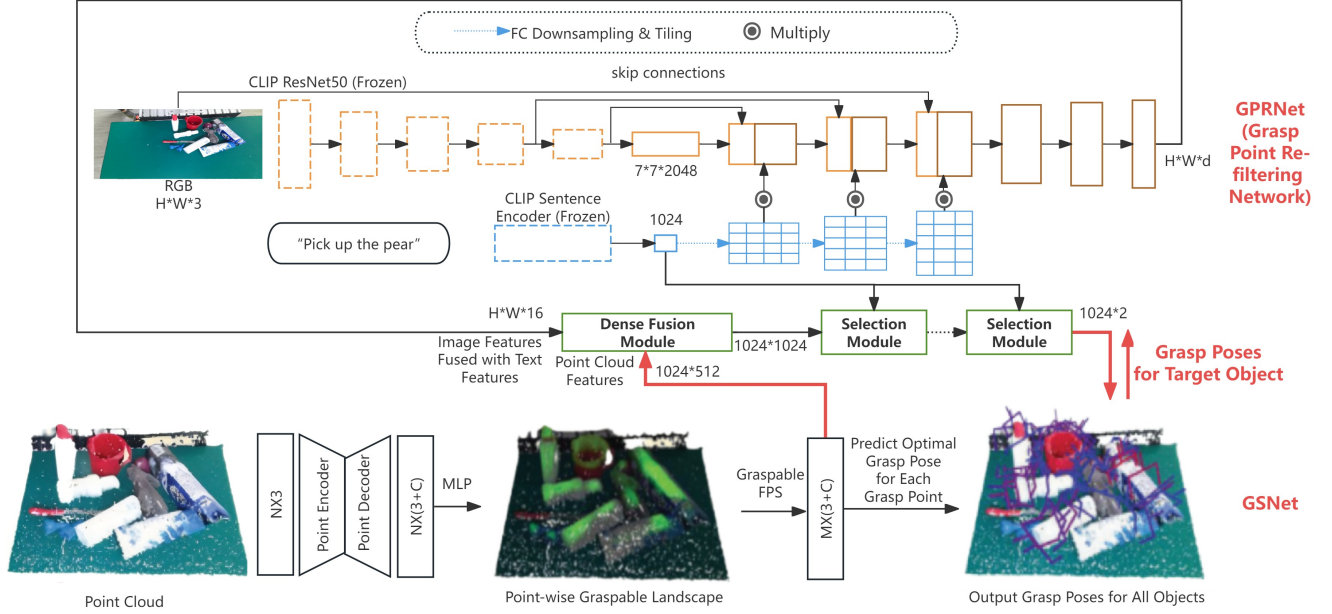 FC Downsampling & Tiling
Multiply
skip connections
CLIP ResNet50 (Frozen)
RGB
H*W*3
7*7*2048
H*W*d
GPRNet
(Grasp
Point Re-
filtering
Network)
CLIP Sentence
Encoder (Frozen)
1024
“Pick up the pear”
H*W*16
Image Features
Fused with Text
Features
Dense Fusion
Module
Point Cloud
Features
1024*512
1024*1024
Selection
Module
Selection
Module
1024*2
Grasp Poses
for Target Object
Point Cloud
NX3
Point Encoder
Point Decoder
NX(3+C)
MLP
Point-wise Graspable Landscape
Graspable
FPS
MX(3+C)
Predict Optimal
Grasp Pose
for Each
Grasp Point
Output Grasp Poses for All Objects
GSNet